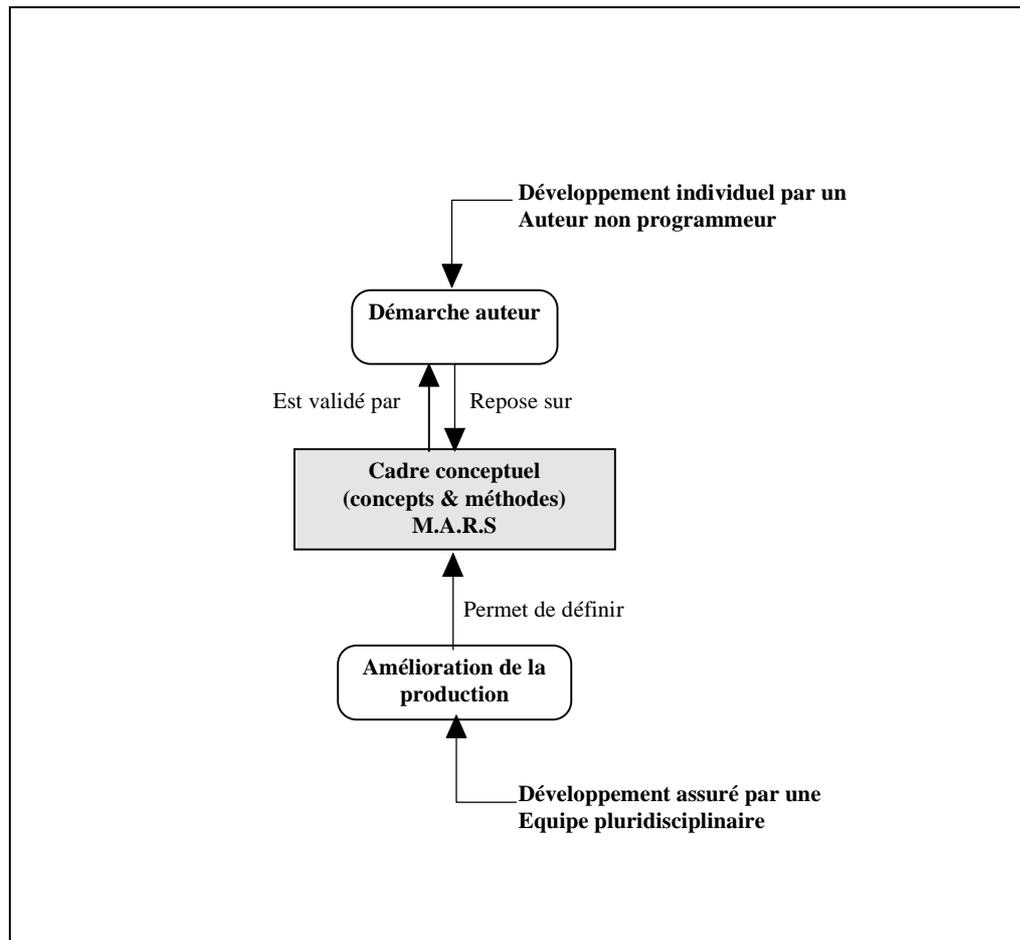 Développement individuel par un
Auteur non programmeur
Démarche auteur
Est validé par
Repose sur
Cadre conceptuel
(concepts & méthodes)
M.A.R.S
Permet de définir
Amélioration de la
production
Développement assuré par une
Equipe pluridisciplinaire